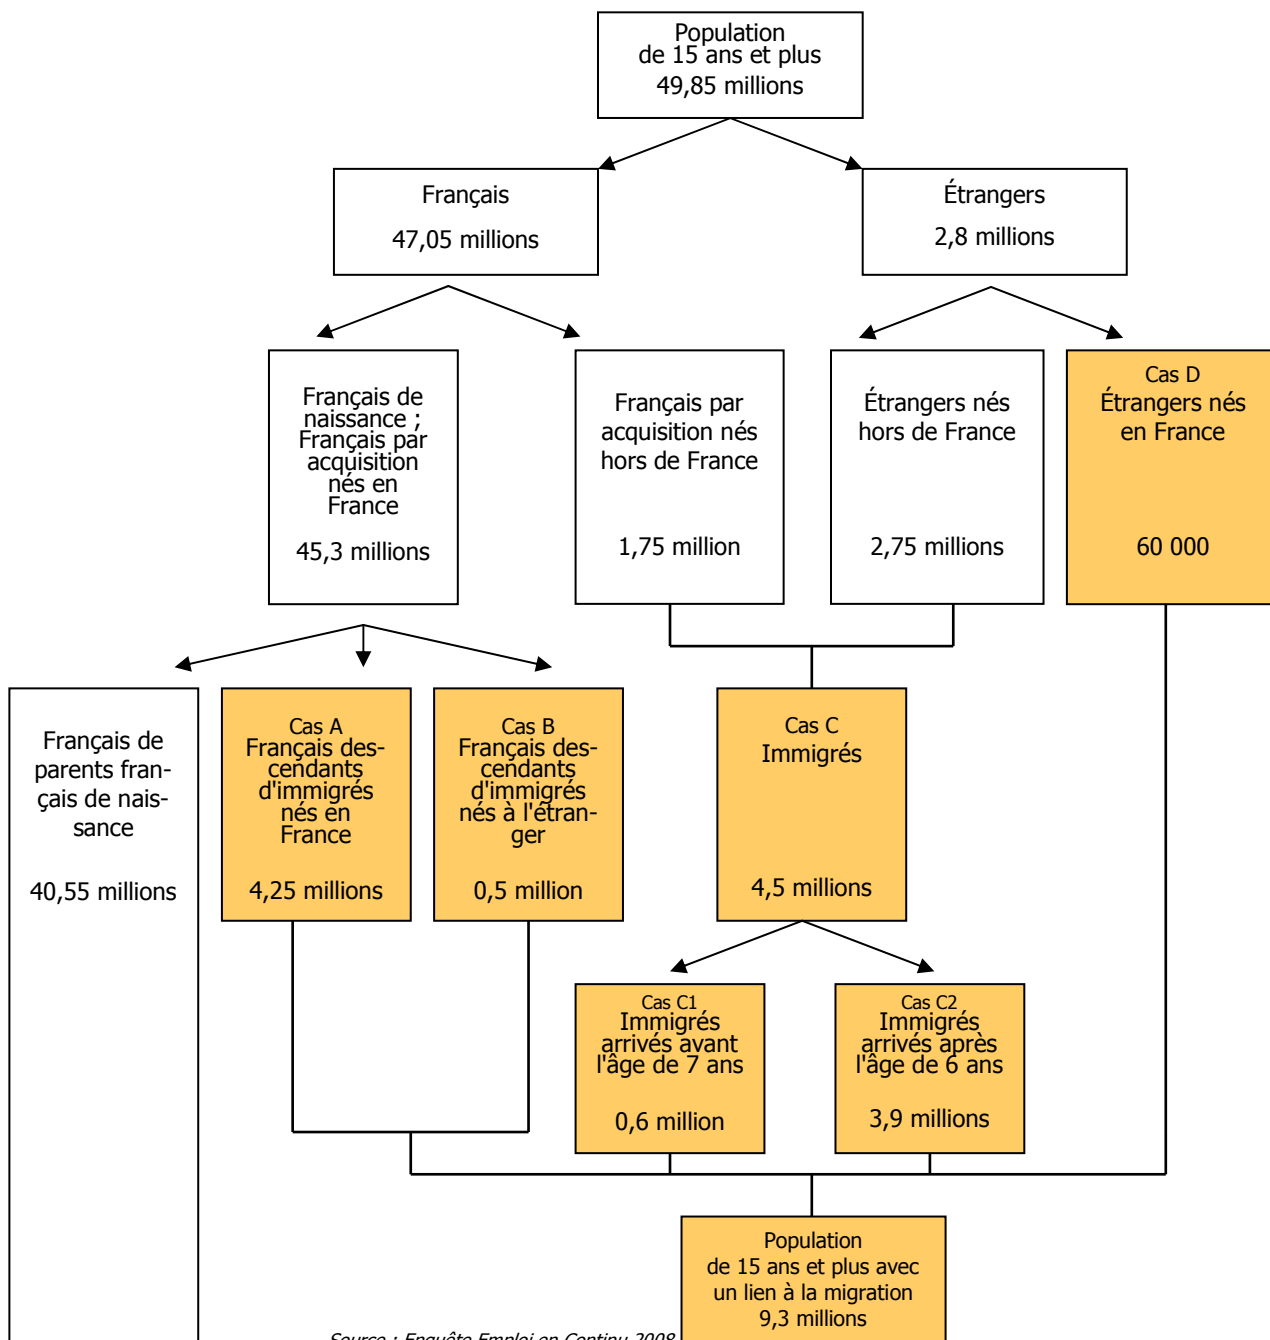 Population
de 15 ans et plus
49,85 millions
Français
47,05 millions
Étrangers
2,8 millions
Français de
naissance ;
Français par
acquisition
nés en
France
45,3 millions
Français par
acquisition nés
hors de France
1,75 million
Étrangers nés
hors de France
2,75 millions
Cas D
Étrangers nés
en France
60 000
Français de
parents fran-
çais de nais-
sance
40,55 millions
Cas A
Français des-
cendants
d'immigrés
nés en
France
4,25 millions
Cas B
Français des-
cendants
d'immigrés
nés à l'étran-
ger
0,5 million
Cas C
Immigrés
4,5 millions
Cas C1
Immigrés
arrivés avant
l'âge de 7 ans
0,6 million
Cas C2
Immigrés
arrivés après
l'âge de 6 ans
3,9 millions
Population
de 15 ans et plus avec
un lien à la migration
9,3 millions
Source : Enquête Emploi en Continu 2008